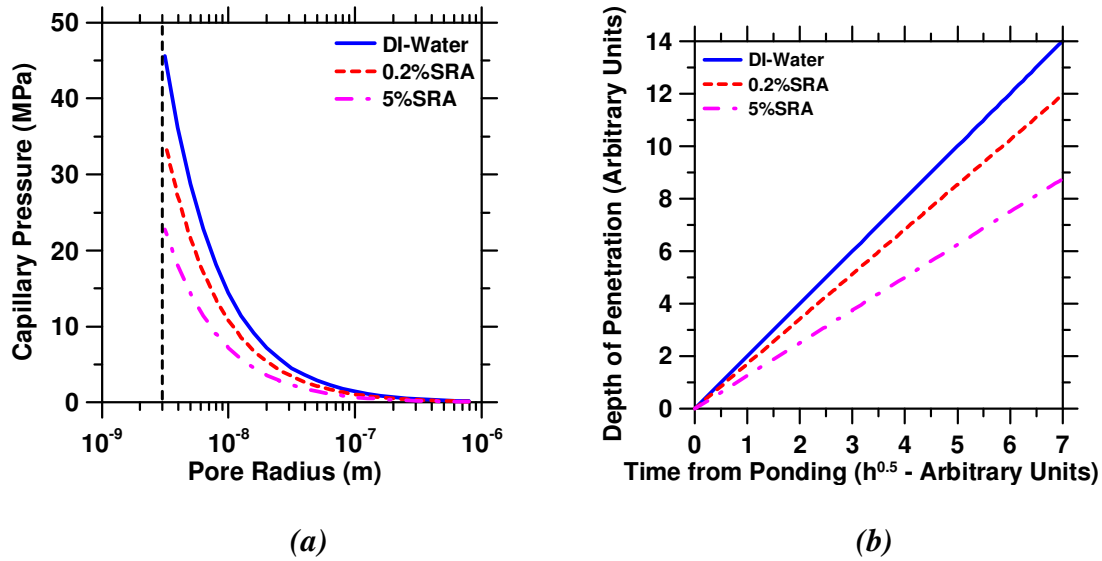 50
40
30
20
10
0
Capillary Pressure (MPa)
DI-Water
0.2%SRA
5%SRA
10-9
10-8
10-7
10-6
Pore Radius (m)
(a)
14
12
10
8
6
4
2
0
Depth of Penetration (Arbitrary Units)
DI-Water
0.2%SRA
5%SRA
0 1 2 3 4 5 6 7
Time from Ponding (h0.5 - Arbitrary Units)
(b)